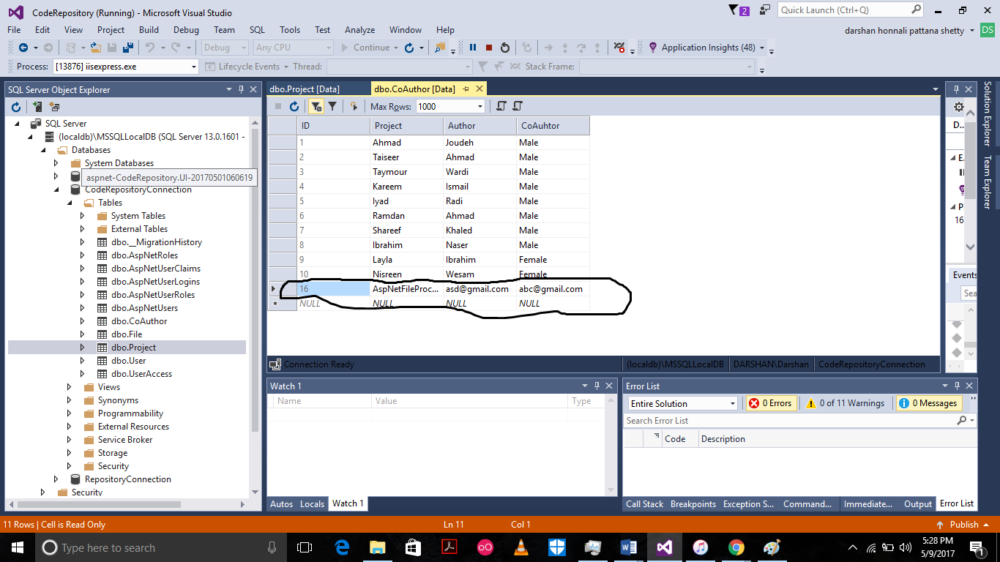 CodeRepository (Running) - Microsoft Visual Studio
2
Quick Launch (Ctrl+Q)
File Edit View Project Build Debug Team SQL Tools Test Analyze Window Help
darshan honnali pattana shetty DS
Debug Any CPU Continue Application Insights (48)
Process: [13876] iisexpress.exe Lifecycle Events Thread: Stack Frame:
SQL Server Object Explorer
SQL Server
(localdb)\MSSQLLocalDB (SQL Server 13.0.1601 -
Databases
System Databases
aspnet-CodeRepository.UI-20170501060619
CodeRepositoryConnection
Tables
System Tables
External Tables
dbo.__MigrationHistory
dbo.AspNetRoles
dbo.AspNetUserClaims
dbo.AspNetUserLogins
dbo.AspNetUserRoles
dbo.AspNetUsers
dbo.CoAuthor
dbo.File
dbo.Project
dbo.User
dbo.UserAccess
Views
Synonyms
Programmability
External Resources
Service Broker
Storage
Security
RepositoryConnection
Security
dbo.Project [Data] dbo.CoAuthor [Data]
Max Rows: 1000
ID Project Author CoAuhtor
1 Ahmad Joudeh Male
2 Taiseer Ahmad Male
3 Taymour Wardi Male
4 Kareem Ismail Male
5 Iyad Radi Male
6 Ramdan Ahmad Male
7 Shareef Khaled Male
8 Ibrahim Naser Male
9 Layla Ibrahim Female
10 Nisreen Wesam Female
16 AspNetFileProc... asd@gmail.com abc@gmail.com
NULL NULL NULL NULL
Connection Ready (localdb)\MSSQLLocalDB DARSHAN\Darshan CodeRepositoryConnection
D...
E.
P
16
Events
Sea
Solution Explorer
Team Explorer
Watch 1
Name Value Type
Autos Locals Watch 1
Error List
Entire Solution 0 Errors 0 of 11 Warnings 0 Messages
Search Error List
Code Description
Call Stack Breakpoints Exception S... Command... Immediate... Output Error List
11 Rows | Cell is Read Only Ln 11 Col 1 Publish
Type here to search
5:28 PM
5/9/2017
1